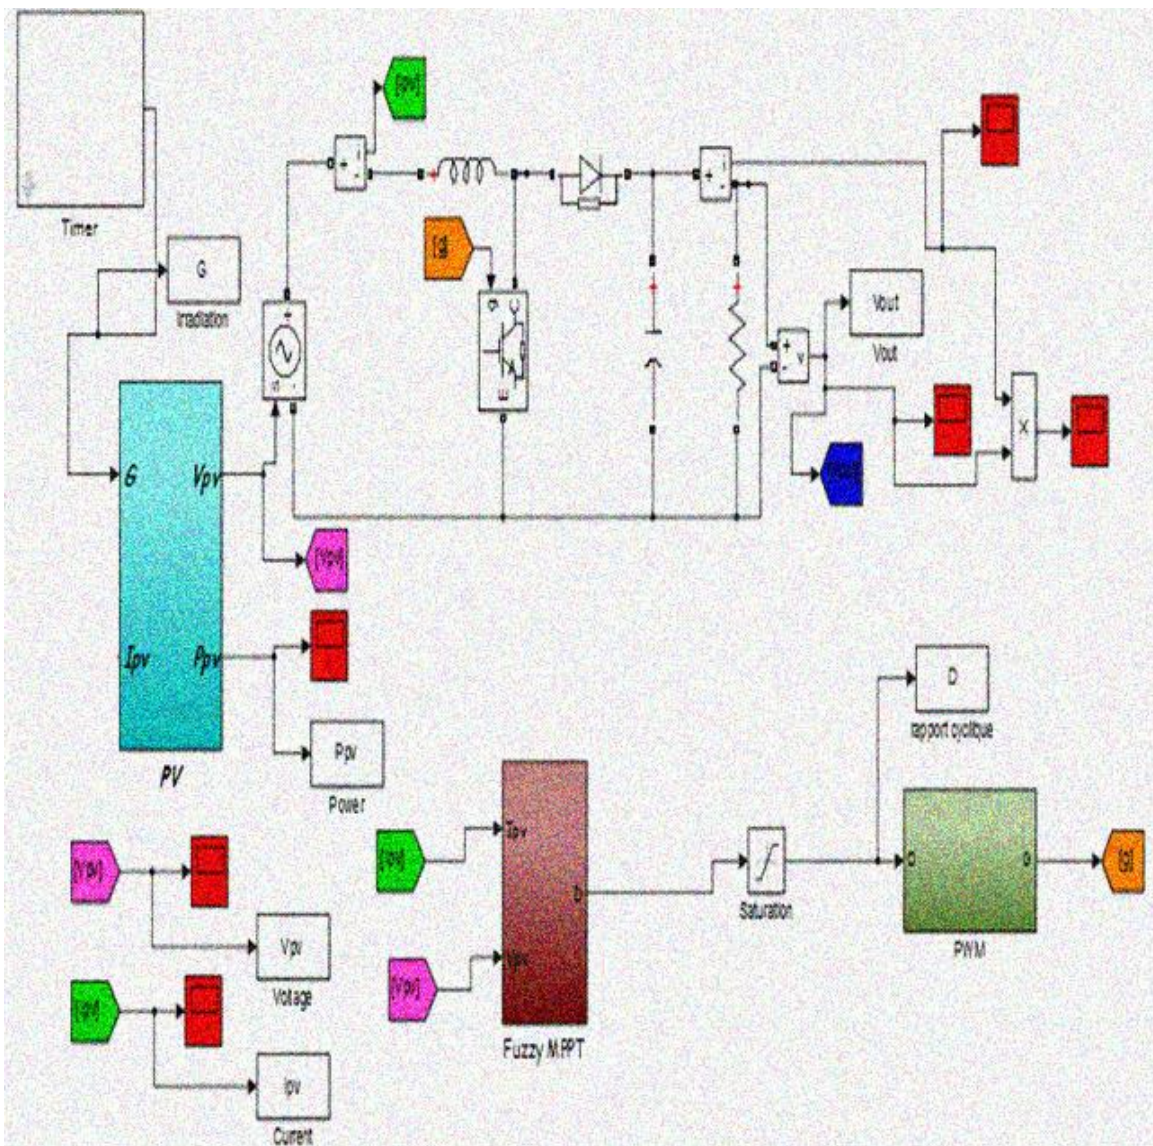 [Ipv]
Timer
[g]
G
Irradiation
+
-
i
+
-
i
g
C
E
+
-
s
+
-
v
Vout
Vout
X
G
Vpv
[Vpv]
Ipv
Ppv
PV
Ppv
Power
D
rapport cyclique
[Vpv]
Vpv
Voltage
[Ipv]
Ipv
Current
[Ipv]
[Vpv]
Ipv
Vpv
D
Fuzzy MPPT
Saturation
PWM
[g]